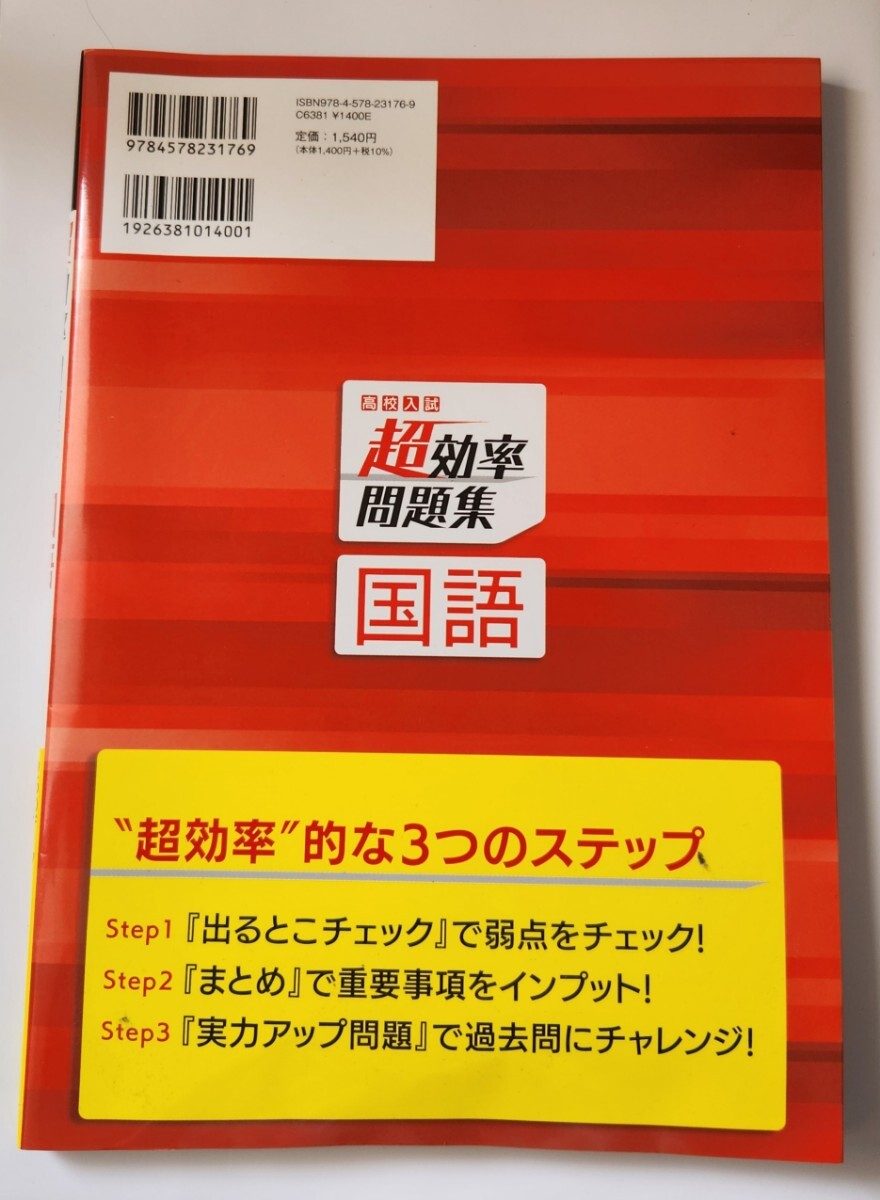 ISBN978-4-578-23176-9
C6381 ¥1400E
定価:1,540円
(本体1,400円+税10%)
9784578231769
1926381014001
高校入試
超効率
問題集
国語
〝超効率〟的な3つのステップ
Step1『出るとこチェック』で弱点をチェック!
Step2『まとめ』で重要事項をインプット!
Step3『実力アップ問題』で過去問にチャレンジ!